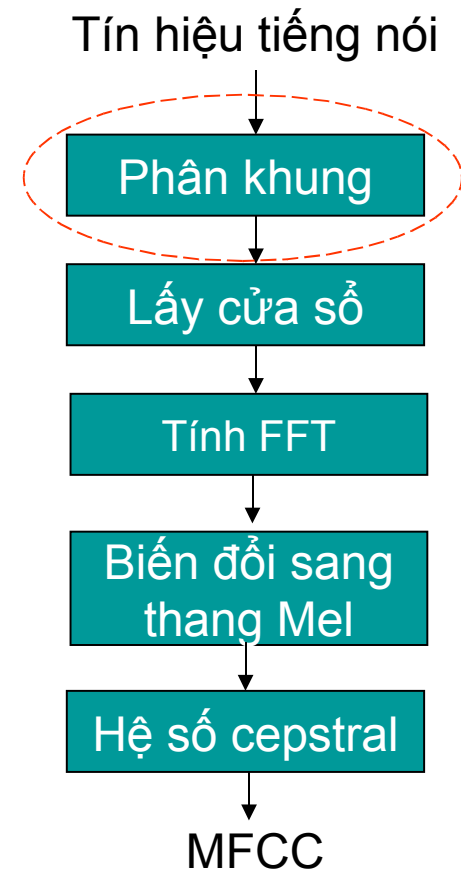 Tín hiệu tiếng nói
Phân khung
Lấy cửa sổ
Tính FFT
Biến đổi sang
thang Mel
Hệ số cepstral
MFCC